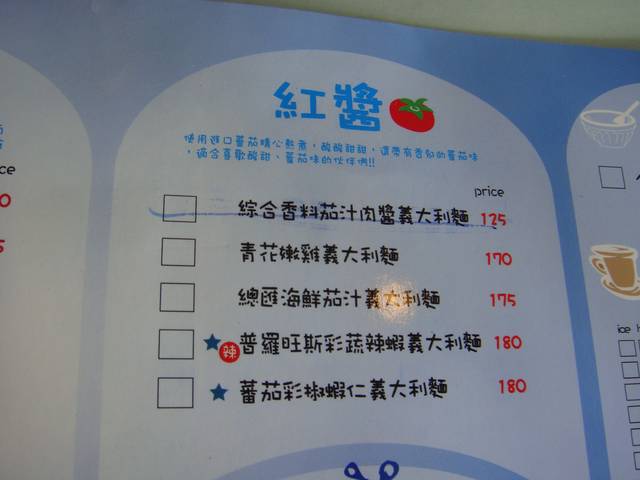 紅醬
使用進口蕃茄精心熬煮，酸酸甜甜，還帶有香甜的蕃茄味
，適合喜歡酸甜、蕃茄味的伙伴們!!
price
綜合香料茄汁肉醬義大利麵 125
青花嫩雞義大利麵 170
總匯海鮮茄汁義大利麵 175
辣 普羅旺斯彩蔬辣蝦義大利麵 180
蕃茄彩椒蝦仁義大利麵 180
ice